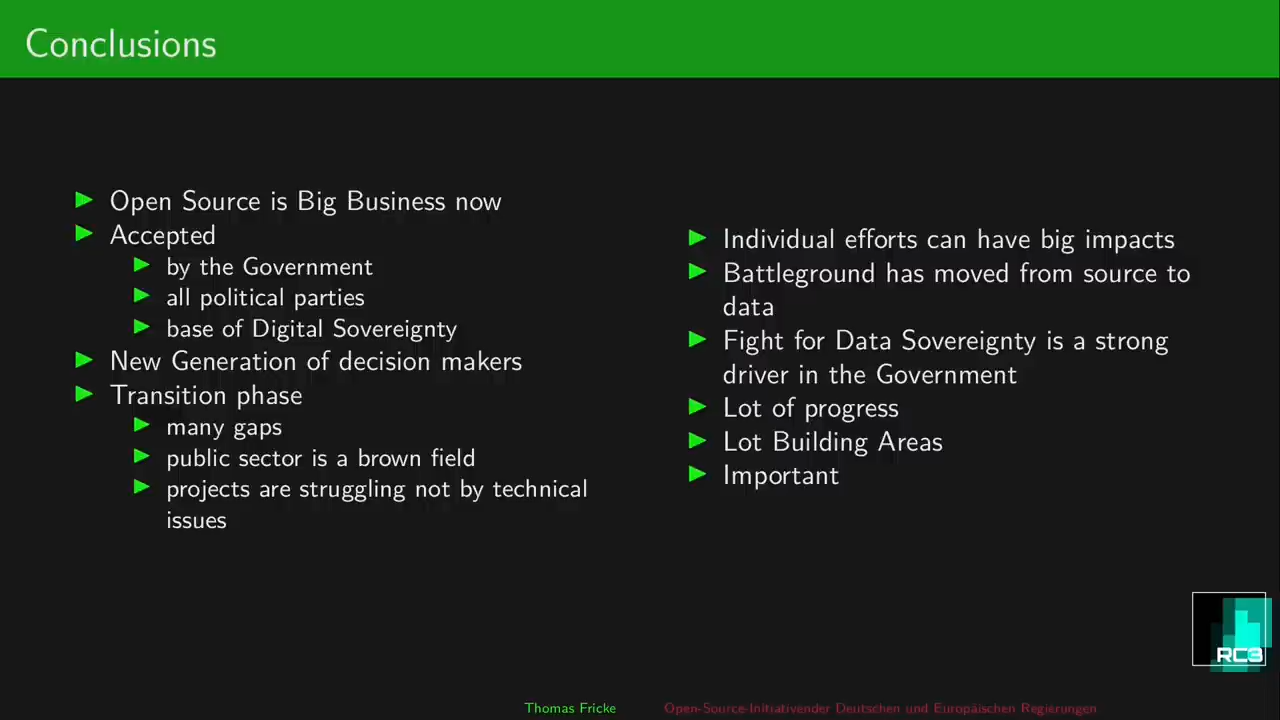 Conclusions
Open Source is Big Business now
Accepted
by the Government
all political parties
base of Digital Sovereignty
New Generation of decision makers
Transition phase
many gaps
public sector is a brown field
projects are struggling not by technical
issues
Individual efforts can have big impacts
Battleground has moved from source to
data
Fight for Data Sovereignty is a strong
driver in the Government
Lot of progress
Lot Building Areas
Important
RC3
Thomas Fricke
Open-Source-Initiativender Deutschen und Europäischen Regierungen